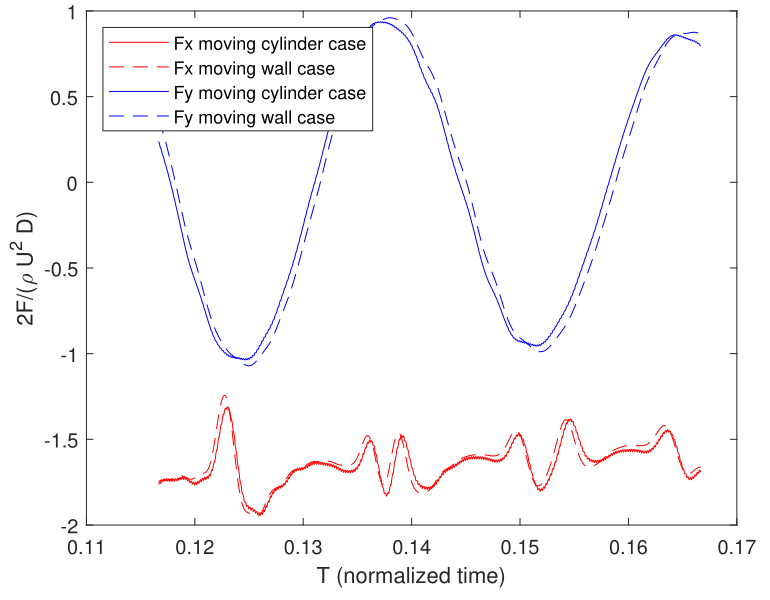 1
0.5
0
-0.5
-1
-1.5
-2
2F/(ρ U² D)
Fx moving cylinder case
Fx moving wall case
Fy moving cylinder case
Fy moving wall case
0.11 0.12 0.13 0.14 0.15 0.16 0.17
T (normalized time)